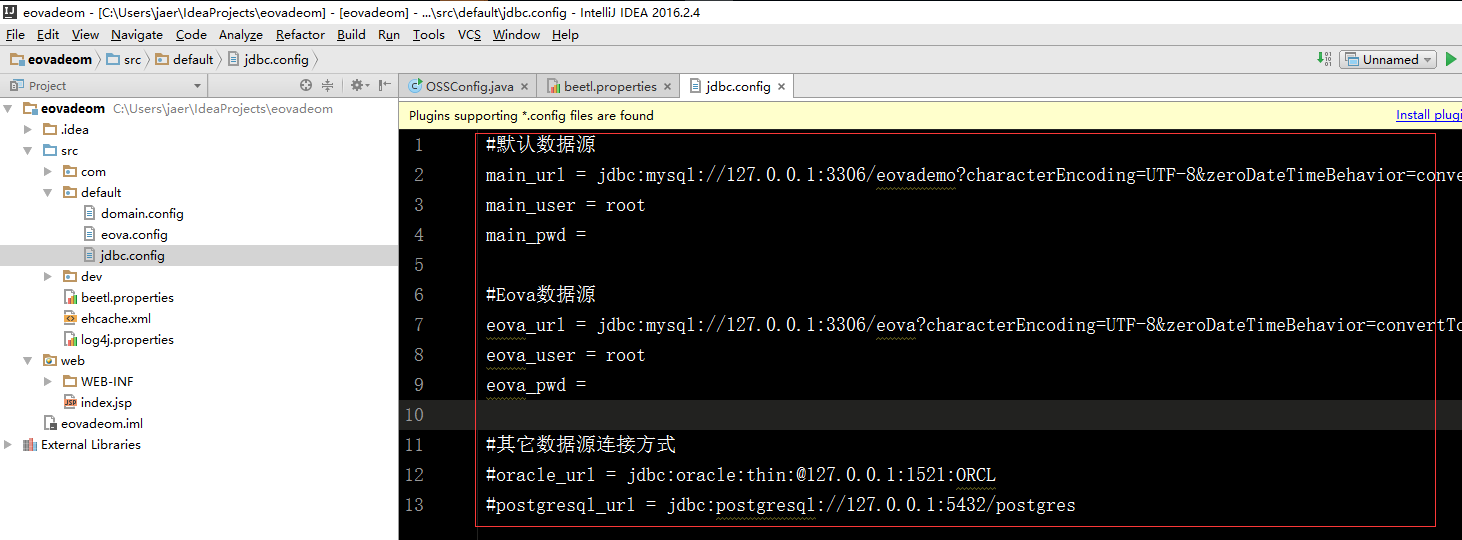 eovadeom - [C:\Users\jaer\IdeaProjects\eovadeom] - [eovadeom] - ...\src\default\jdbc.config - IntelliJ IDEA 2016.2.4
File Edit View Navigate Code Analyze Refactor Build Run Tools VCS Window Help
eovadeom src default jdbc.config Unnamed
Project
OSSConfig.java beetl.properties jdbc.config
eovadeom C:\Users\jaer\IdeaProjects\eovadeom
.idea
src
com
default
domain.config
eova.config
jdbc.config
dev
beetl.properties
ehcache.xml
log4j.properties
web
WEB-INF
index.jsp
eovadeom.iml
External Libraries
Plugins supporting *.config files are found Install plugi
1 #默认数据源
2 main_url = jdbc:mysql://127.0.0.1:3306/eovademo?characterEncoding=UTF-8&zeroDateTimeBehavior=conver
3 main_user = root
4 main_pwd =
5
6 #Eova数据源
7 eova_url = jdbc:mysql://127.0.0.1:3306/eova?characterEncoding=UTF-8&zeroDateTimeBehavior=convertTo
8 eova_user = root
9 eova_pwd =
10
11 #其它数据源连接方式
12 #oracle_url = jdbc:oracle:thin:@127.0.0.1:1521:ORCL
13 #postgresql_url = jdbc:postgresql://127.0.0.1:5432/postgres